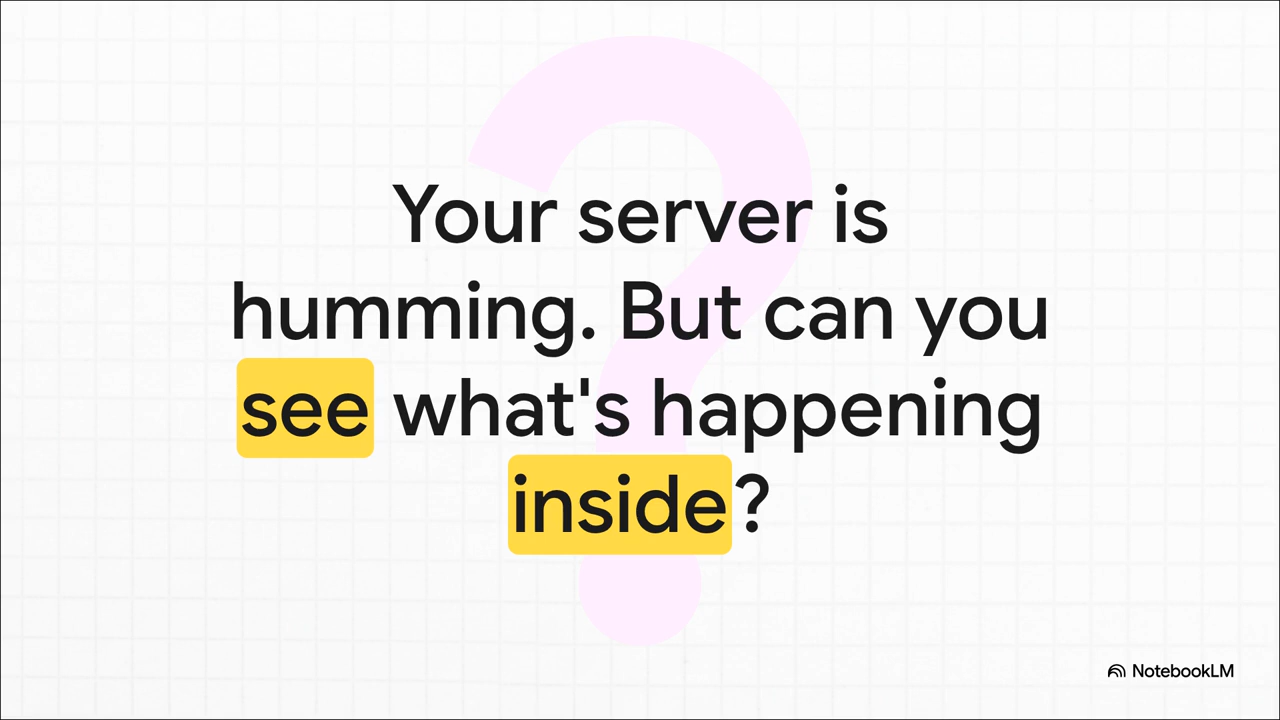 Your server is
humming. But can you
see what's happening
inside?
NotebookLM